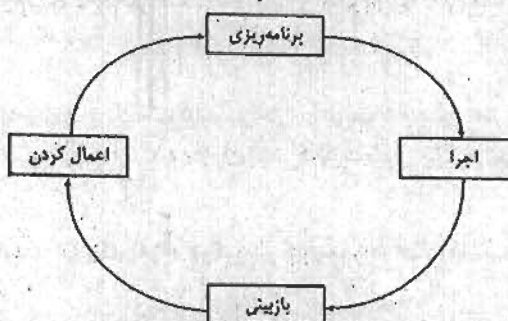 برنامه‌ریزی
اجرا
بازبینی
اعمال کردن